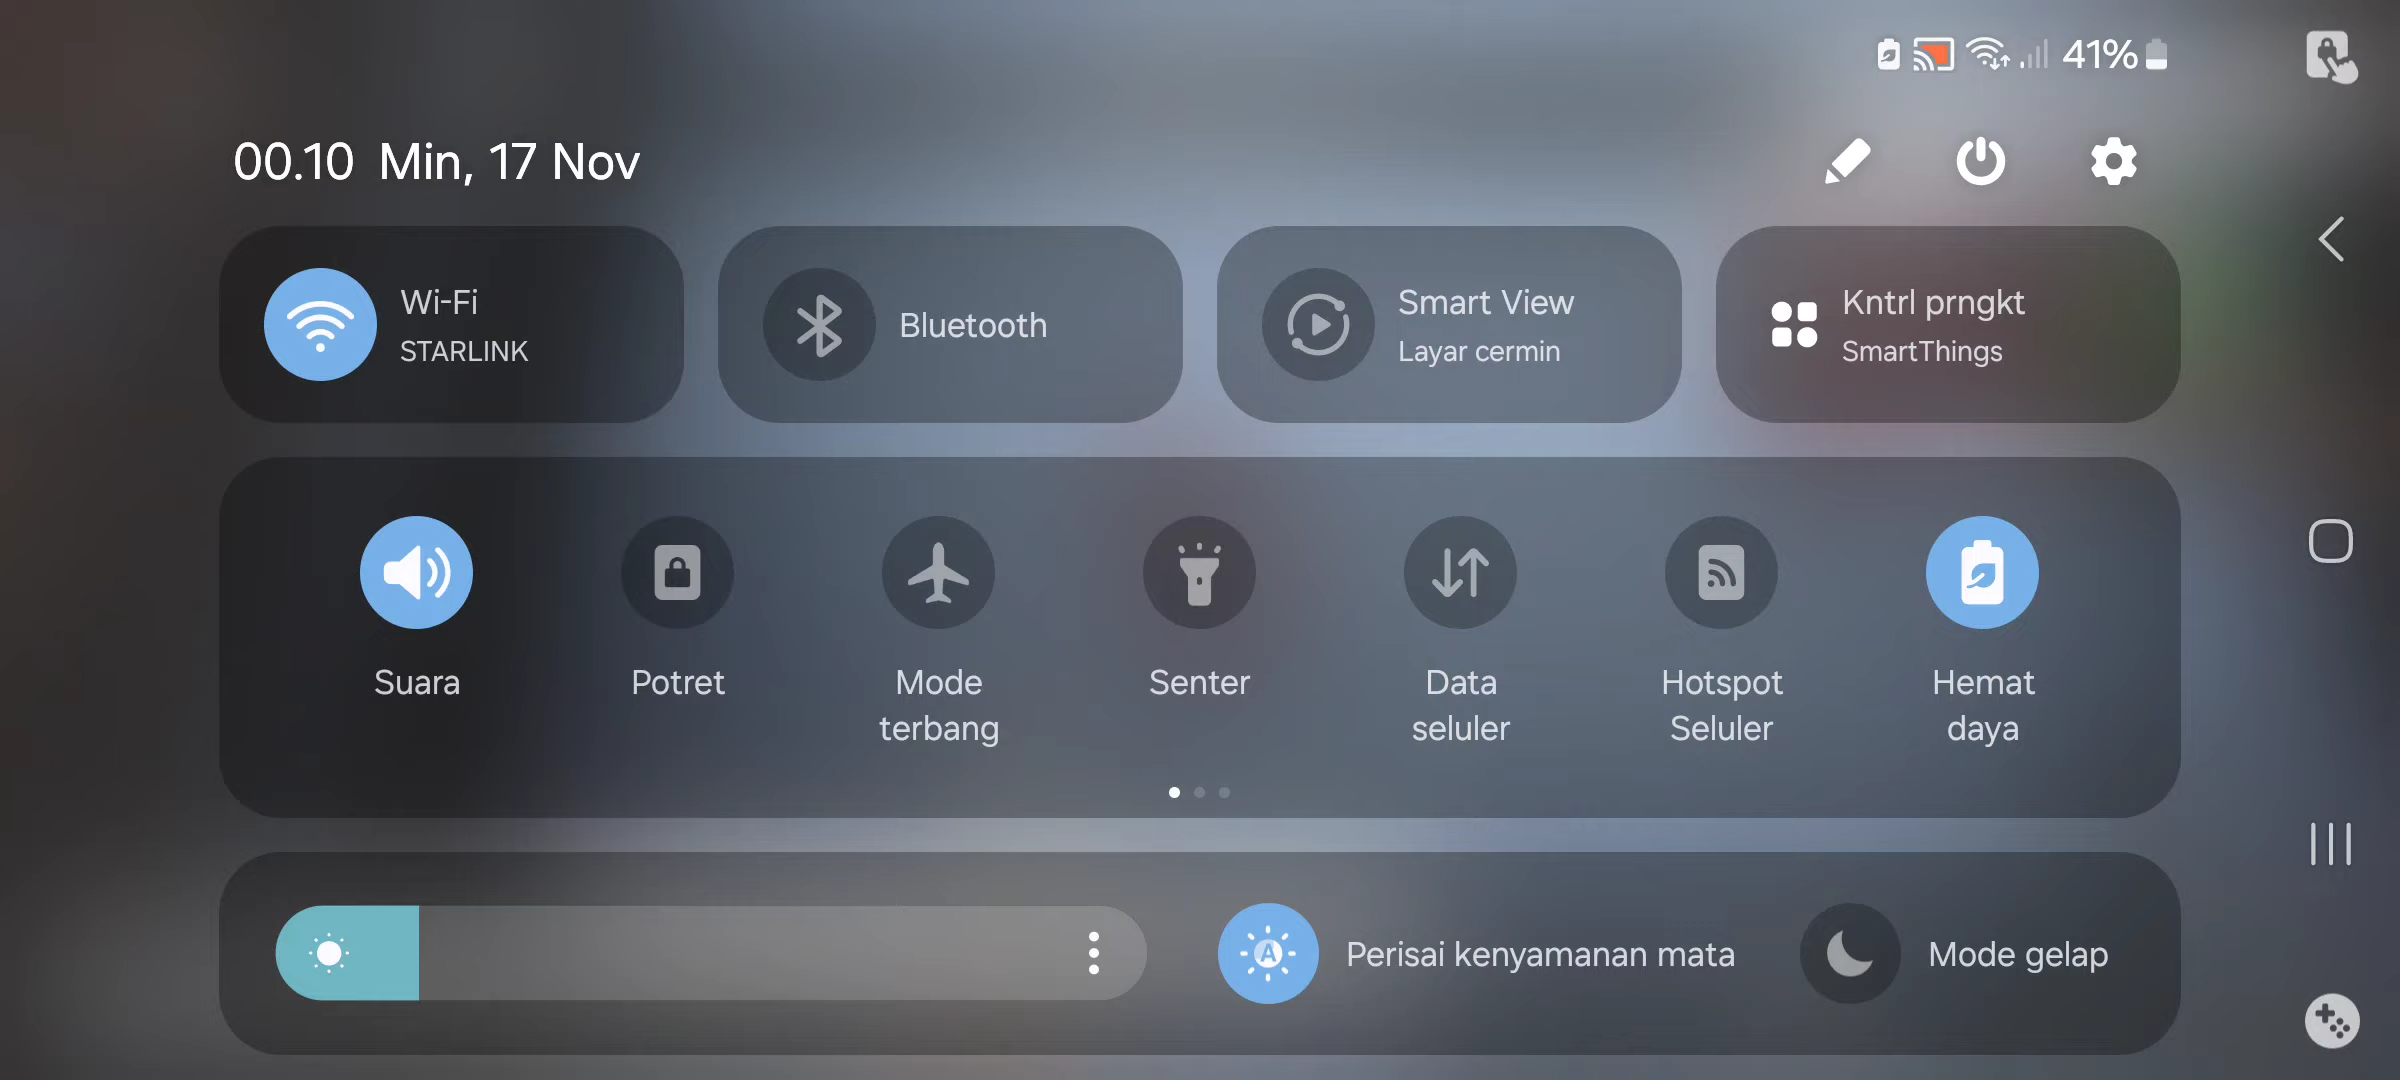 41%
00.10 Min, 17 Nov
Wi-Fi
STARLINK
Bluetooth
Smart View
Layar cermin
Kntrl prngkt
SmartThings
Suara
Potret
Mode
terbang
Senter
Data
seluler
Hotspot
Seluler
Hemat
daya
A
Perisai kenyamanan mata
Mode gelap